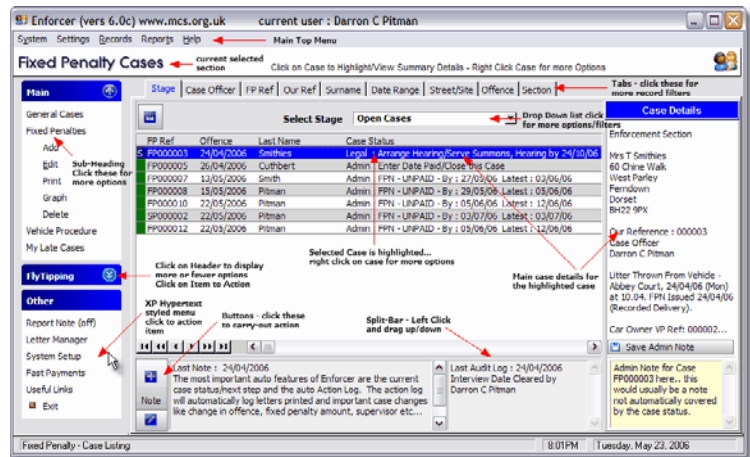 Enforcer (vers 6.0c) www.mcs.org.uk current user : Darron C Pitman
System Settings Records Reports Help
Main Top Menu
Fixed Penalty Cases
current selected
section
Click on Case to Highlight/View Summary Details - Right Click Case for more Options
Main
General Cases
Fixed Penalties
Add
Edit
Print
Graph
Delete
Vehicle Procedure
My Late Cases
Sub-Heading
Click these for
more options
FlyTipping
Other
Report Note (off)
Letter Manager
System Setup
Fast Payments
Useful Links
Exit
Stage Case Officer FP Ref Our Ref Surname Date Range Street/Site Offence Section
Tabs - click these for
more record filters
Select Stage Open Cases
Drop Down list click
for more options/filters
FP Ref Offence Last Name Case Status
S FP000003 24/04/2006 Smithies Legal : Arrange Hearing/Serve Summons, Hearing by 24/10/06
FP000005 26/04/2006 Cuthbert Admin : Enter Date Paid/Close this Case
FP000007 13/05/2006 Smith Admin : FPN - UNPAID - By : 27/05/06 Latest : 03/06/06
FP000008 15/05/2006 Pitman Admin : FPN - UNPAID - By : 29/05/06 Latest : 05/06/06
FP000010 22/05/2006 Pitman Admin : FPN - UNPAID - By : 05/06/06 Latest : 12/06/06
SP000002 22/05/2006 Pitman Admin : FPN - UNPAID - By : 03/07/06 Latest : 03/07/06
FP000012 22/05/2006 Pitman Admin : FPN - UNPAID - By : 05/06/06 Latest : 12/06/06
Selected Case is highlighted...
right click on case for more options
Main case details for
the highlighted case
Click on Header to display
more or fewer options
Click on Item to Action
XP Hypertext
styled menu
click to action
item
Buttons - click these
to carry-out action
Split-Bar - Left Click
and drag up/down
Note
Last Note : 24/04/2006
The most important auto features of Enforcer are the current
case status/next step and the auto Action Log. The action log
will automatically log letters printed and important case changes
like change in offence, fixed penalty amount, supervisor etc...
Last Audit Log : 24/04/2006
Interview Date Cleared by
Darron C Pitman
Case Details
Enforcement Section
Mrs T Smithies
60 Chine Walk
West Parley
Ferndown
Dorset
BH22 9PX
Our Reference : 000003
Case Officer
Darron C Pitman
Litter Thrown From Vehicle -
Abbey Court, 24/04/06 (Mon)
at 10.04. FPN Issued 24/04/06
(Recorded Delivery).
Car Owner VP Ref: 000002...
Save Admin Note
Admin Note for Case
FP000003 here.. this
would usually be a note
not automatically covered
by the case status.
Fixed Penalty - Case Listing 8:01PM Tuesday, May 23, 2006